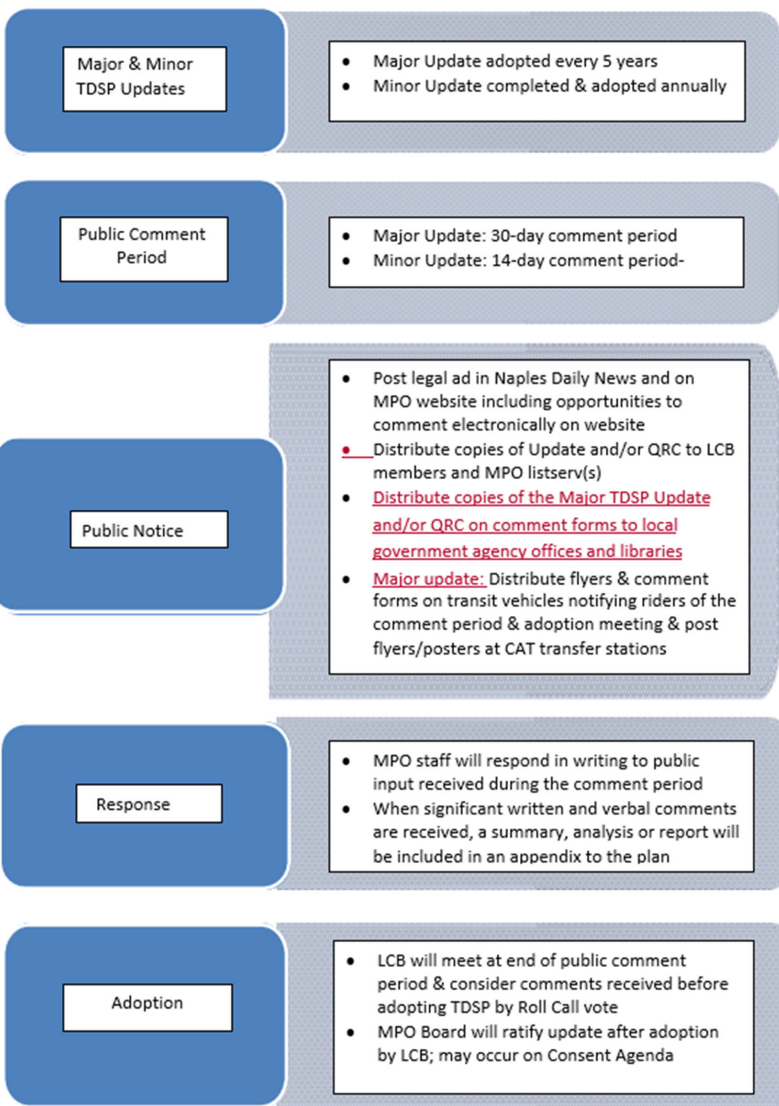 Major & Minor
TDSP Updates
• Major Update adopted every 5 years
• Minor Update completed & adopted annually
Public Comment
Period
• Major Update: 30-day comment period
• Minor Update: 14-day comment period-
Public Notice
• Post legal ad in Naples Daily News and on
MPO website including opportunities to
comment electronically on website
• Distribute copies of Update and/or QRC to LCB
members and MPO listserv(s)
• Distribute copies of the Major TDSP Update
and/or QRC on comment forms to local
government agency offices and libraries
• Major update: Distribute flyers & comment
forms on transit vehicles notifying riders of the
comment period & adoption meeting & post
flyers/posters at CAT transfer stations
Response
• MPO staff will respond in writing to public
input received during the comment period
• When significant written and verbal comments
are received, a summary, analysis or report will
be included in an appendix to the plan
Adoption
• LCB will meet at end of public comment
period & consider comments received before
adopting TDSP by Roll Call vote
• MPO Board will ratify update after adoption
by LCB; may occur on Consent Agenda